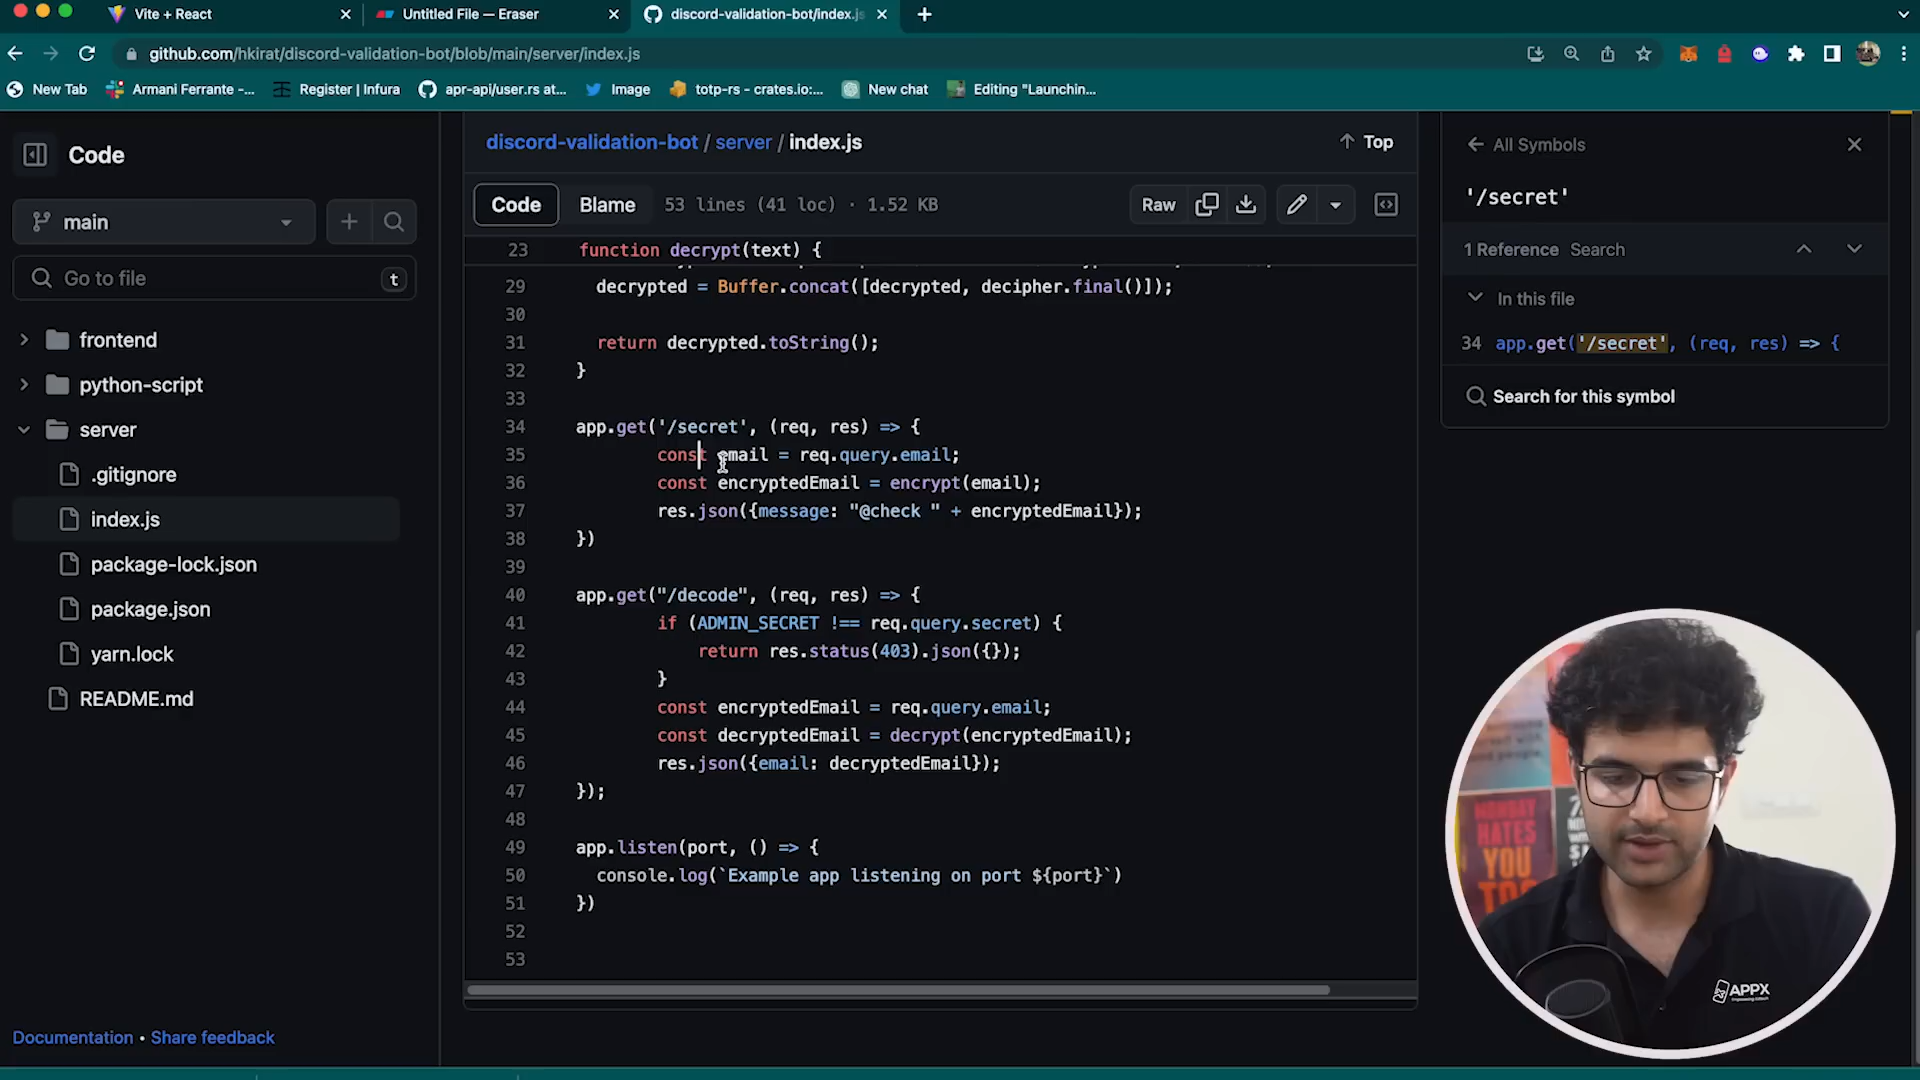 Vite + React
Untitled File — Eraser
discord-validation-bot/index.js
github.com/hkirat/discord-validation-bot/blob/main/server/index.js
New Tab
Armani Ferrante -...
Register | Infura
apr-api/user.rs at...
Image
totp-rs – crates.io:...
New chat
Editing "Launchin...
Code
main
Go to file
t
frontend
python-script
server
.gitignore
index.js
package-lock.json
package.json
yarn.lock
README.md
Documentation • Share feedback
discord-validation-bot / server / index.js
Top
Code
Blame
53 lines (41 loc) · 1.52 KB
Raw
23 function decrypt(text) {
29 decrypted = Buffer.concat([decrypted, decipher.final()]);
30
31 return decrypted.toString();
32 }
33
34 app.get('/secret', (req, res) => {
35 const email = req.query.email;
36 const encryptedEmail = encrypt(email);
37 res.json({message: "@check " + encryptedEmail});
38 })
39
40 app.get("/decode", (req, res) => {
41 if (ADMIN_SECRET !== req.query.secret) {
42 return res.status(403).json({});
43 }
44 const encryptedEmail = req.query.email;
45 const decryptedEmail = decrypt(encryptedEmail);
46 res.json({email: decryptedEmail});
47 });
48
49 app.listen(port, () => {
50 console.log(`Example app listening on port ${port}`)
51 })
52
53
All Symbols
'/secret'
1 Reference Search
In this file
34 app.get('/secret', (req, res) => {
Search for this symbol
MONDAY
HATES
YOU
APPX